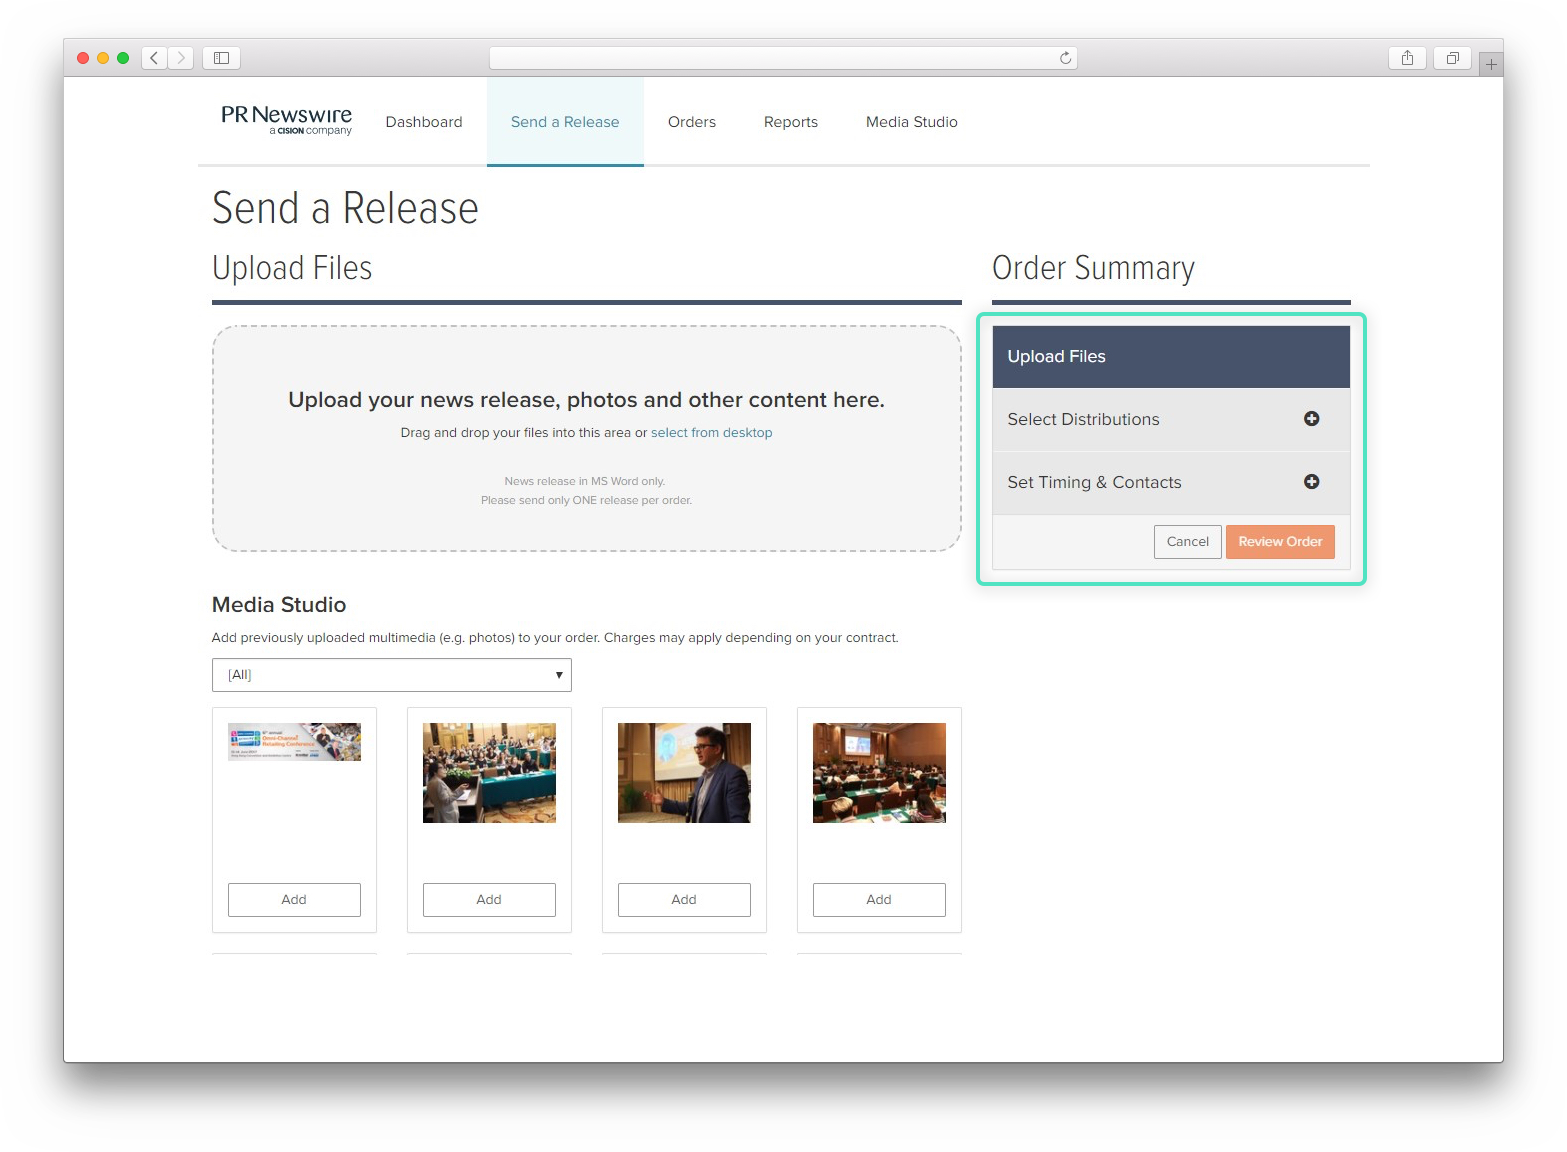 PR Newswire
a CISION company
Dashboard
Send a Release
Orders
Reports
Media Studio
Send a Release
Upload Files
Order Summary
Upload your news release, photos and other content here.
Drag and drop your files into this area or select from desktop
News release in MS Word only.
Please send only ONE release per order.
Upload Files
Select Distributions
Set Timing & Contacts
Cancel
Review Order
Media Studio
Add previously uploaded multimedia (e.g. photos) to your order. Charges may apply depending on your contract.
[All]
Omni-Channel
Retailing Conference
Add
Add
Add
Add